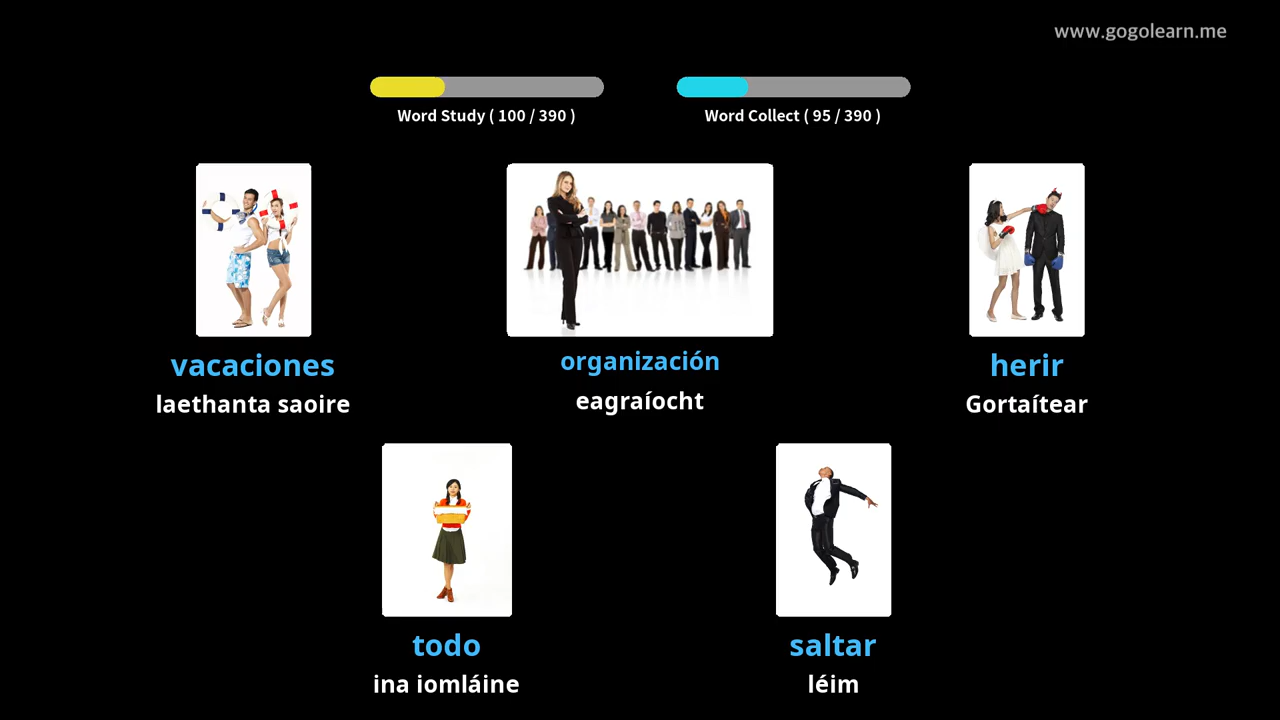 www.gogolearn.me
Word Study ( 100 / 390 )
Word Collect ( 95 / 390 )
vacaciones
laethanta saoire
organización
eagraíocht
herir
Gortaítear
todo
ina iomláine
saltar
léim